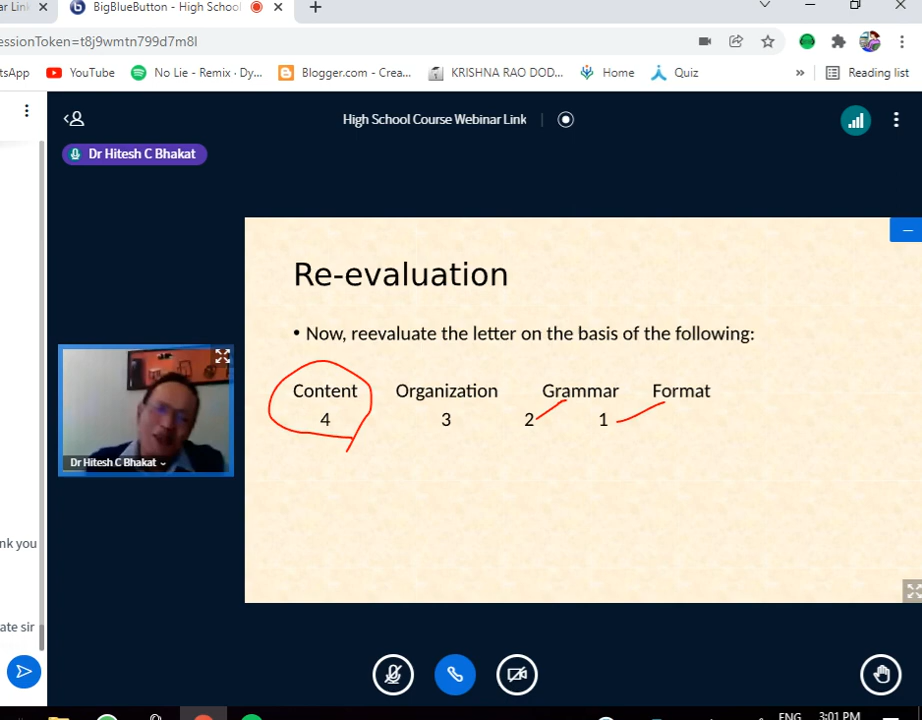 ar Link
BigBlueButton - High School
essionToken=t8j9wmtn799d7m8l
tsApp
YouTube
No Lie - Remix · Dy...
Blogger.com - Crea...
KRISHNA RAO DOD...
Home
Quiz
»
Reading list
High School Course Webinar Link
Dr Hitesh C Bhakat
Re-evaluation
• Now, reevaluate the letter on the basis of the following:
Content Organization Grammar Format
4 3 2 1
Dr Hitesh C Bhakat
nk you
ate sir
ENG
3:01 PM